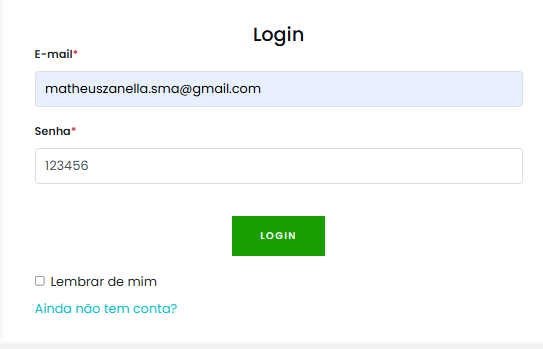 Login
E-mail*
matheuszanella.sma@gmail.com
Senha*
123456
LOGIN
Lembrar de mim
Ainda não tem conta?